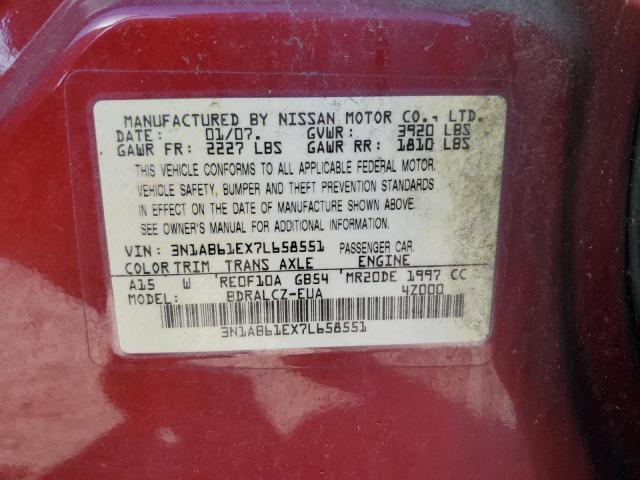 MANUFACTURED BY NISSAN MOTOR CO., LTD.
DATE: 01/07. GVWR: 3920 LBS
GAWR FR: 2227 LBS GAWR RR: 1810 LBS
THIS VEHICLE CONFORMS TO ALL APPLICABLE FEDERAL MOTOR.
VEHICLE SAFETY, BUMPER AND THEFT PREVENTION STANDARDS
IN EFFECT ON THE DATE OF MANUFACTURE SHOWN ABOVE.
SEE OWNER'S MANUAL FOR ADDITIONAL INFORMATION.
VIN: 3N1AB61EX7L658551 PASSENGER CAR.
COLOR TRIM TRANS AXLE ENGINE
A15 W RE0F10A GB54 MR20DE 1997 CC
MODEL: BDRALCZ-EUA 4Z000
3N1AB61EX7L658551